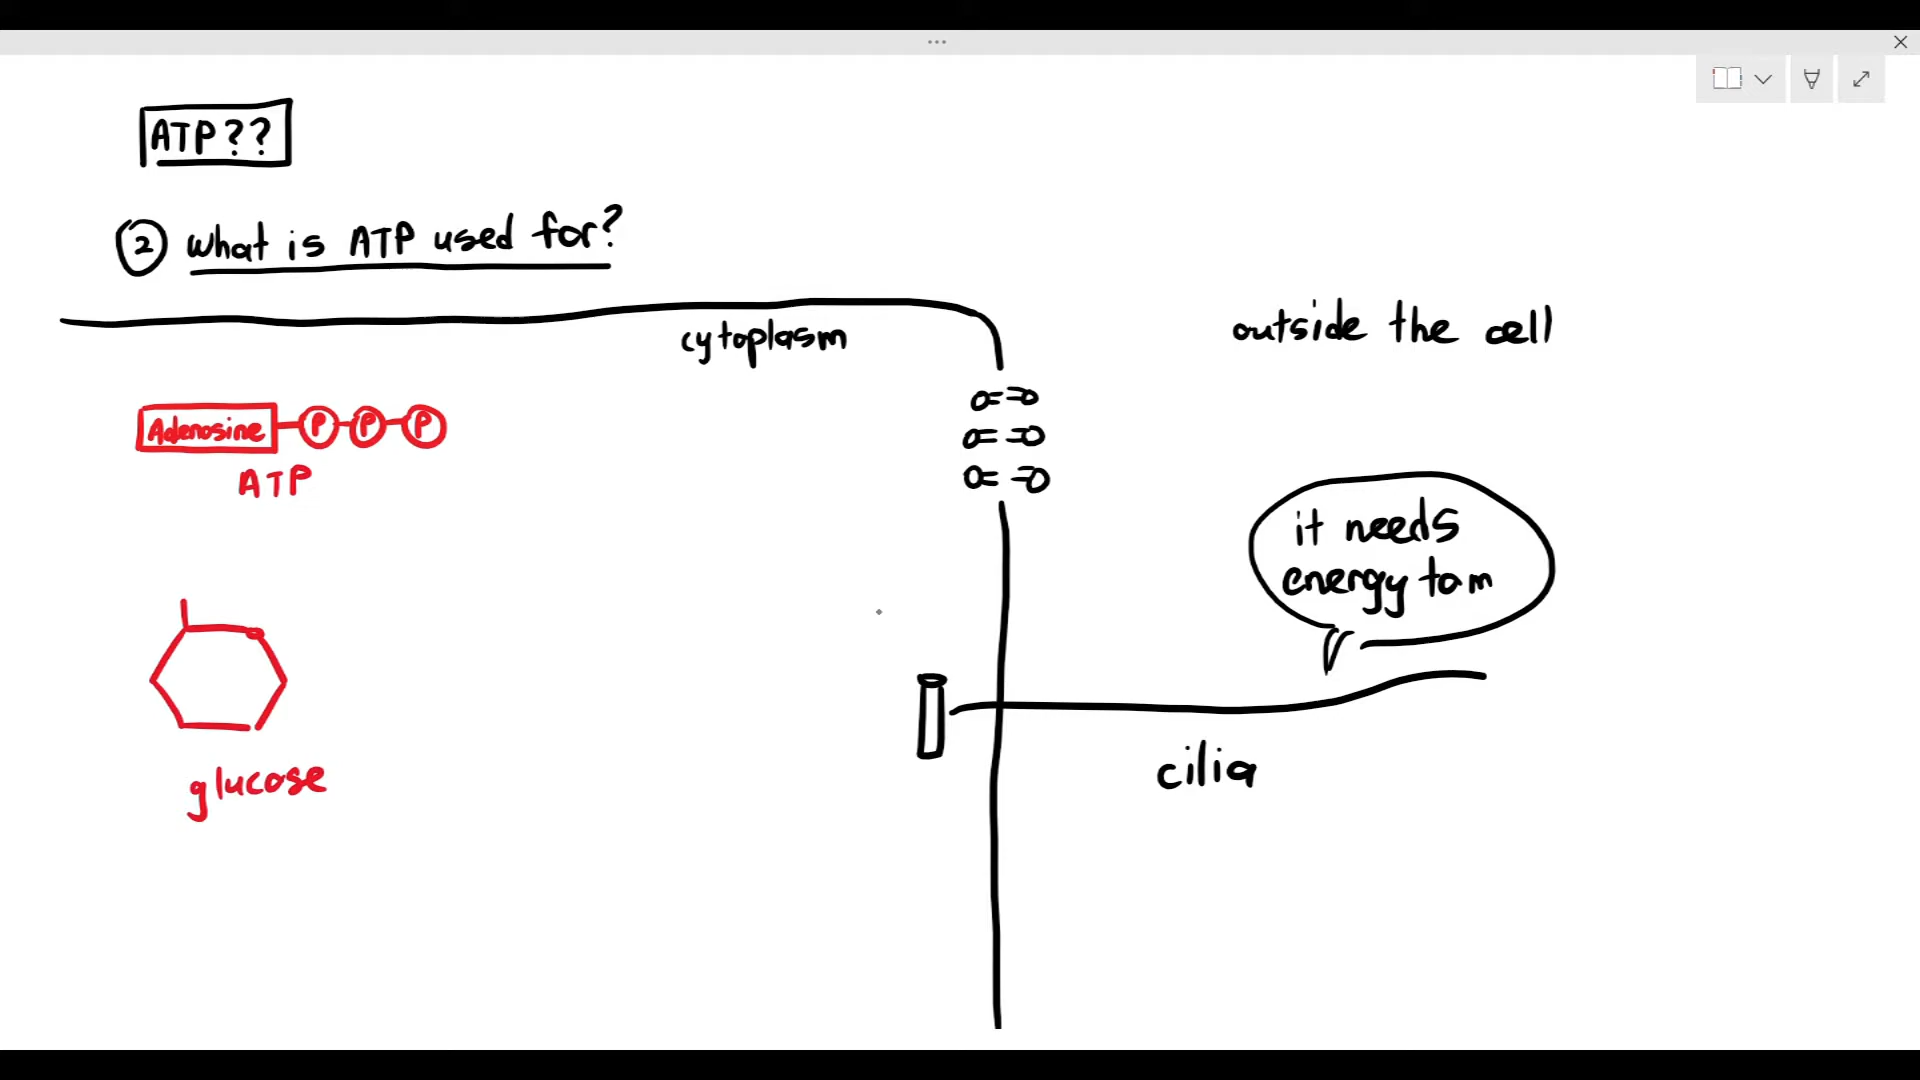 ATP??
2 what is ATP used for?
cytoplasm
outside the cell
Adenosine P P P
ATP
it needs
energy to m
cilia
glucose